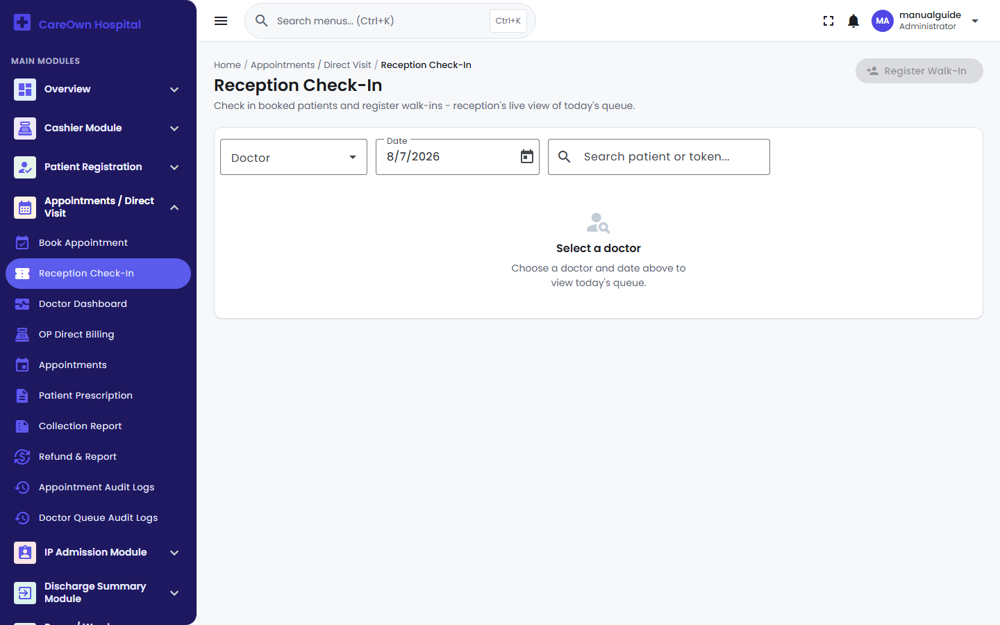 CareOwn Hospital
MAIN MODULES
Overview
Cashier Module
Patient Registration
Appointments / Direct
Visit
Book Appointment
Reception Check-In
Doctor Dashboard
OP Direct Billing
Appointments
Patient Prescription
Collection Report
Refund & Report
Appointment Audit Logs
Doctor Queue Audit Logs
IP Admission Module
Discharge Summary
Module
Search menus... (Ctrl+K)
Ctrl+K
MA
manualguide
Administrator
Home / Appointments / Direct Visit / Reception Check-In
Reception Check-In
Check in booked patients and register walk-ins - reception's live view of today's queue.
Register Walk-In
Doctor
Date
8/7/2026
Search patient or token...
Select a doctor
Choose a doctor and date above to
view today's queue.